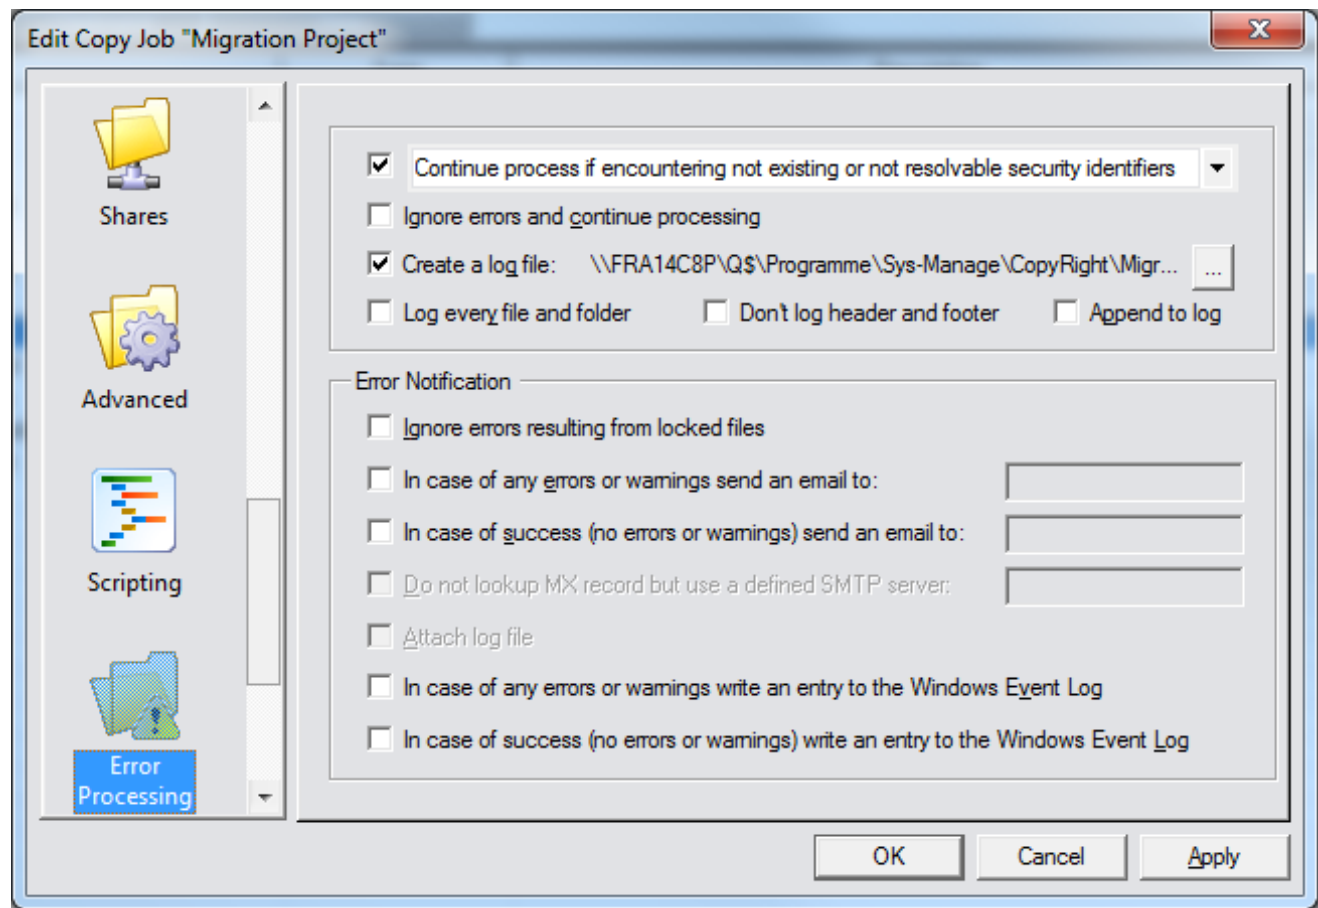 Edit Copy Job "Migration Project"
Shares
Advanced
Scripting
Error
Processing
Continue process if encountering not existing or not resolvable security identifiers
Ignore errors and continue processing
Create a log file: \\FRA14C8P\Q$\Programme\Sys-Manage\CopyRight\Migr... ...
Log every file and folder Don't log header and footer Append to log
Error Notification
Ignore errors resulting from locked files
In case of any errors or warnings send an email to:
In case of success (no errors or warnings) send an email to:
Do not lookup MX record but use a defined SMTP server:
Attach log file
In case of any errors or warnings write an entry to the Windows Event Log
In case of success (no errors or warnings) write an entry to the Windows Event Log
OK Cancel Apply